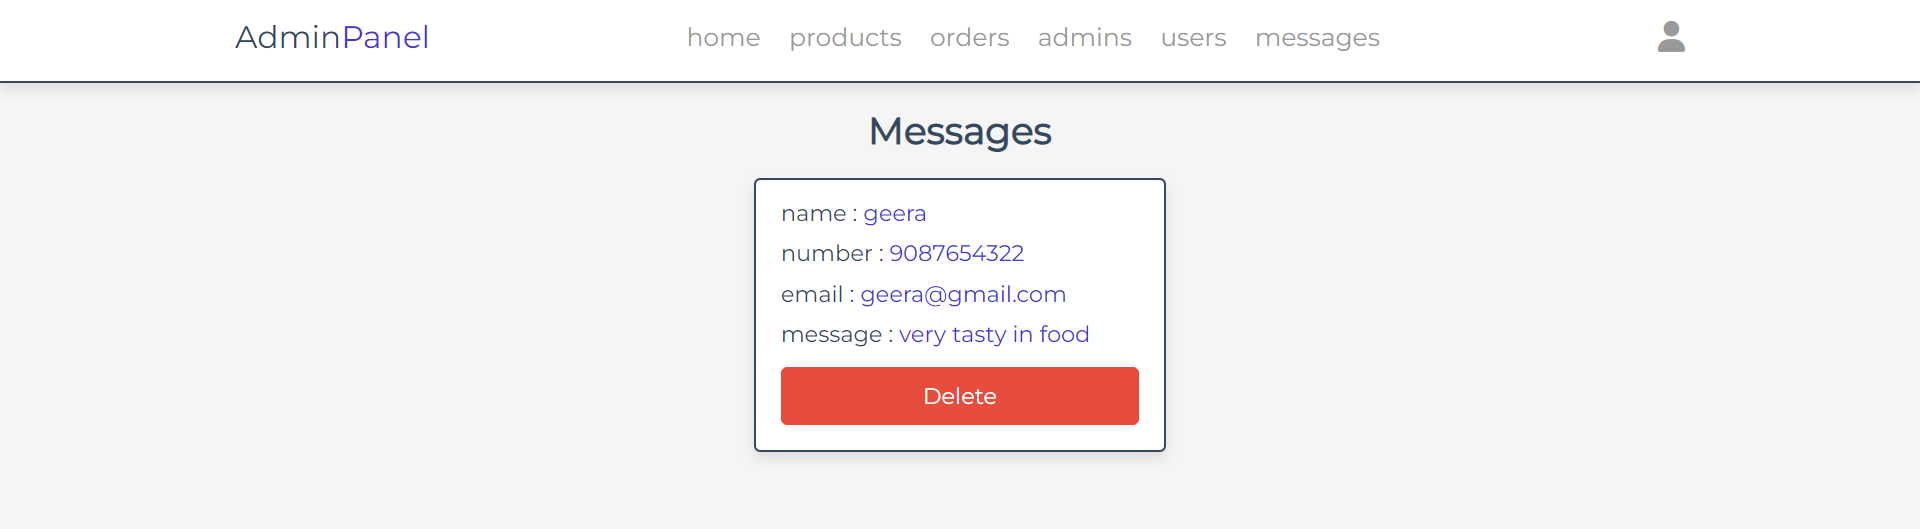 AdminPanel home products orders admins users messages
Messages
name : geera
number : 9087654322
email : geera@gmail.com
message : very tasty in food
Delete